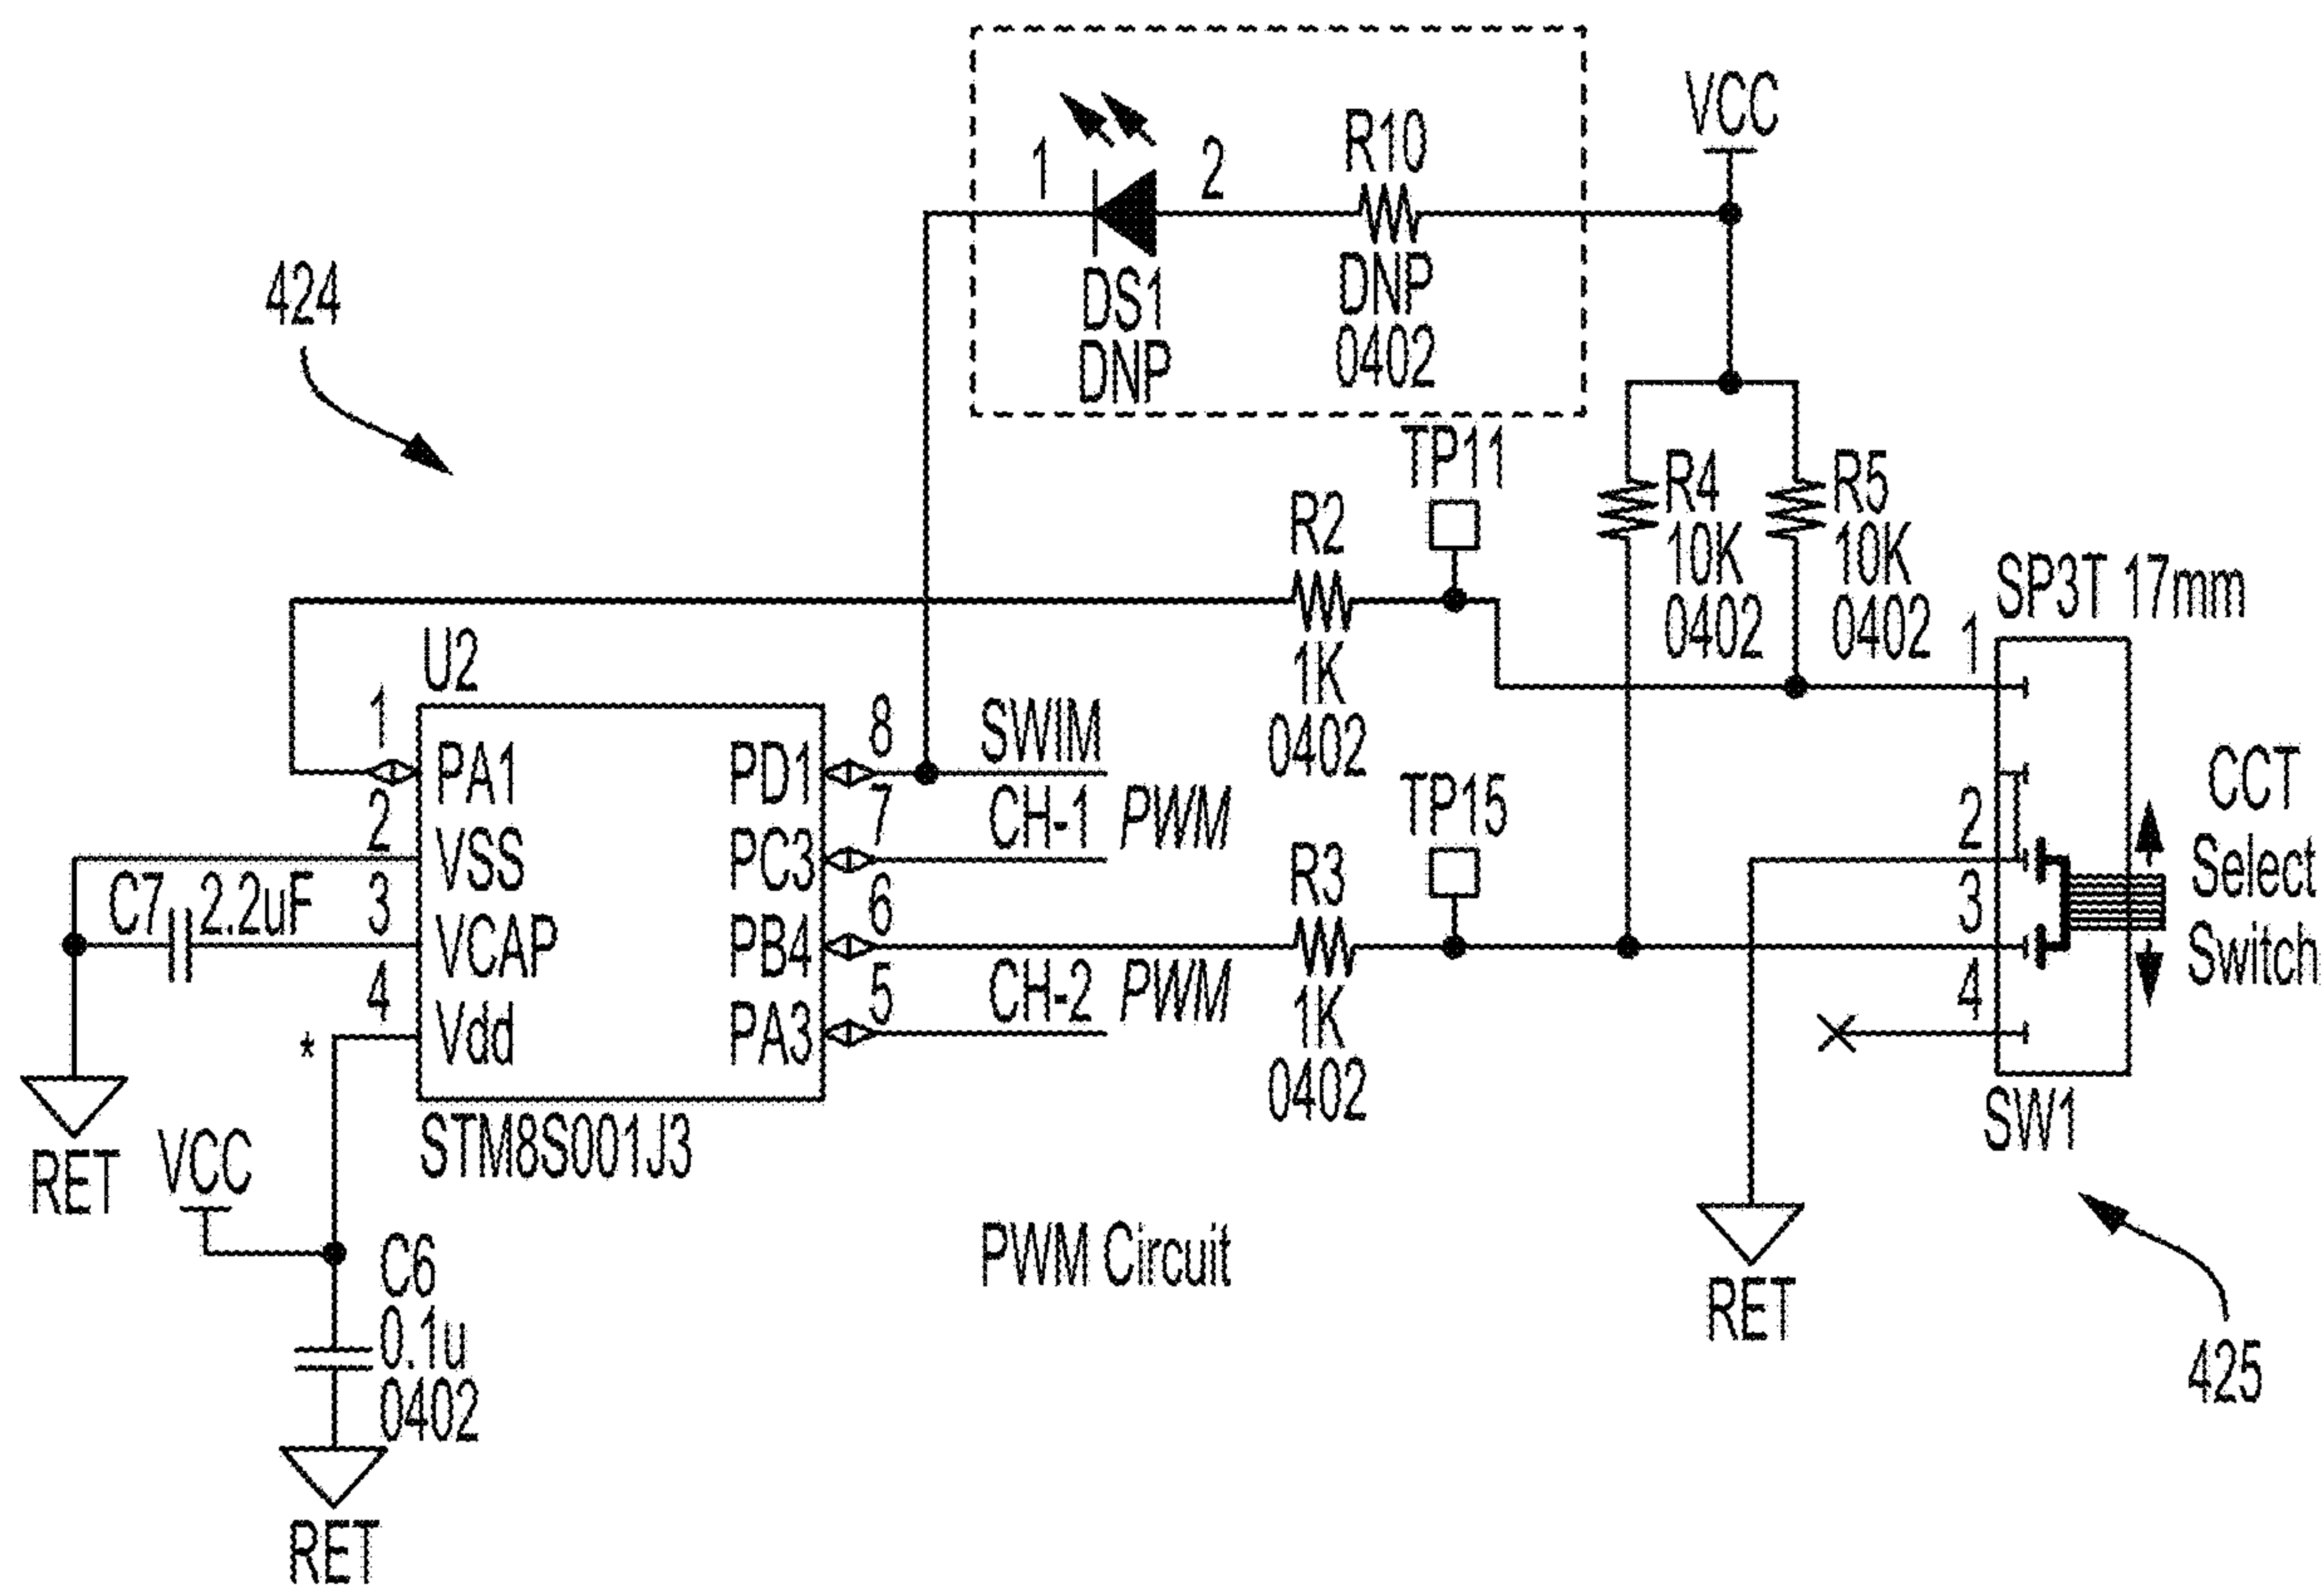 VCC
R10
1
2
DS1
DNP
DNP
0402
424
TP11
R4
10K
0402
R5
10K
0402
R2
1K
0402
SP3T 17mm
U2
1
PA1
2
VSS
3
VCAP
4
Vdd
*
PD1
8
SWIM
PC3
7
CH-1 PWM
PB4
6
PA3
5
CH-2 PWM
STM8S001J3
C7
2.2uF
RET
VCC
C6
0.1u
0402
RET
TP15
R3
1K
0402
1
2
3
4
CCT
Select
Switch
SW1
RET
425
PWM Circuit